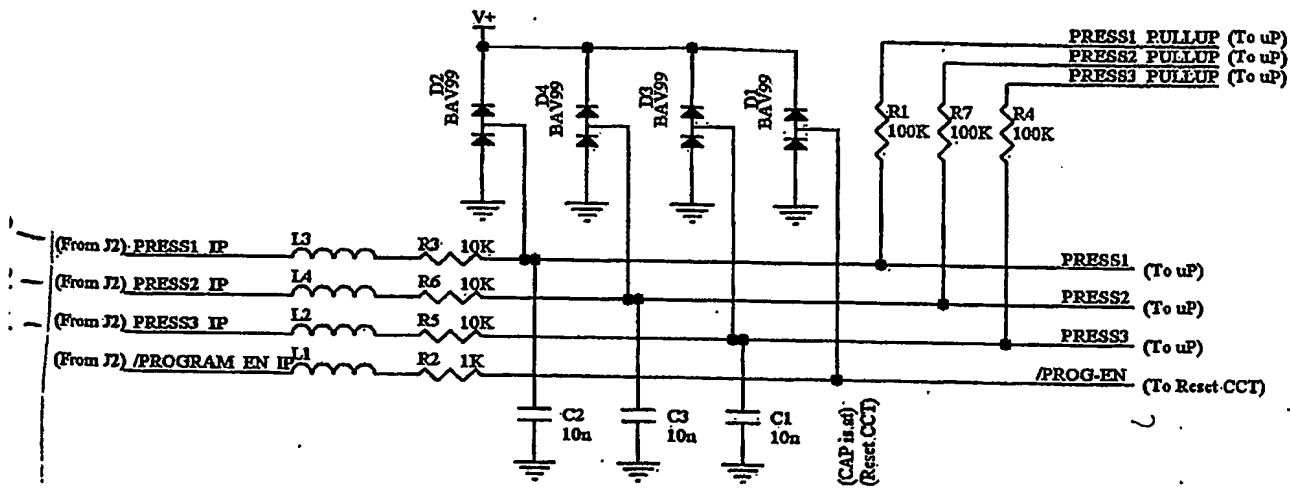 V+
D2
BAV99
D4
BAV99
D3
BAV99
D1
BAV99
PRESS1 PULLUP (To uP)
PRESS2 PULLUP (To uP)
PRESS3 PULLUP (To uP)
R1
100K
R7
100K
R4
100K
(From J2) PRESS1 IP L3 R3 10K PRESS1 (To uP)
(From J2) PRESS2 IP L4 R6 10K PRESS2 (To uP)
(From J2) PRESS3 IP L2 R5 10K PRESS3 (To uP)
(From J2) /PROGRAM EN IP L1 R2 1K /PROG-EN (To Reset CCT)
C2
10n
C3
10n
C1
10n
(CAP is at)
(Reset CCT)